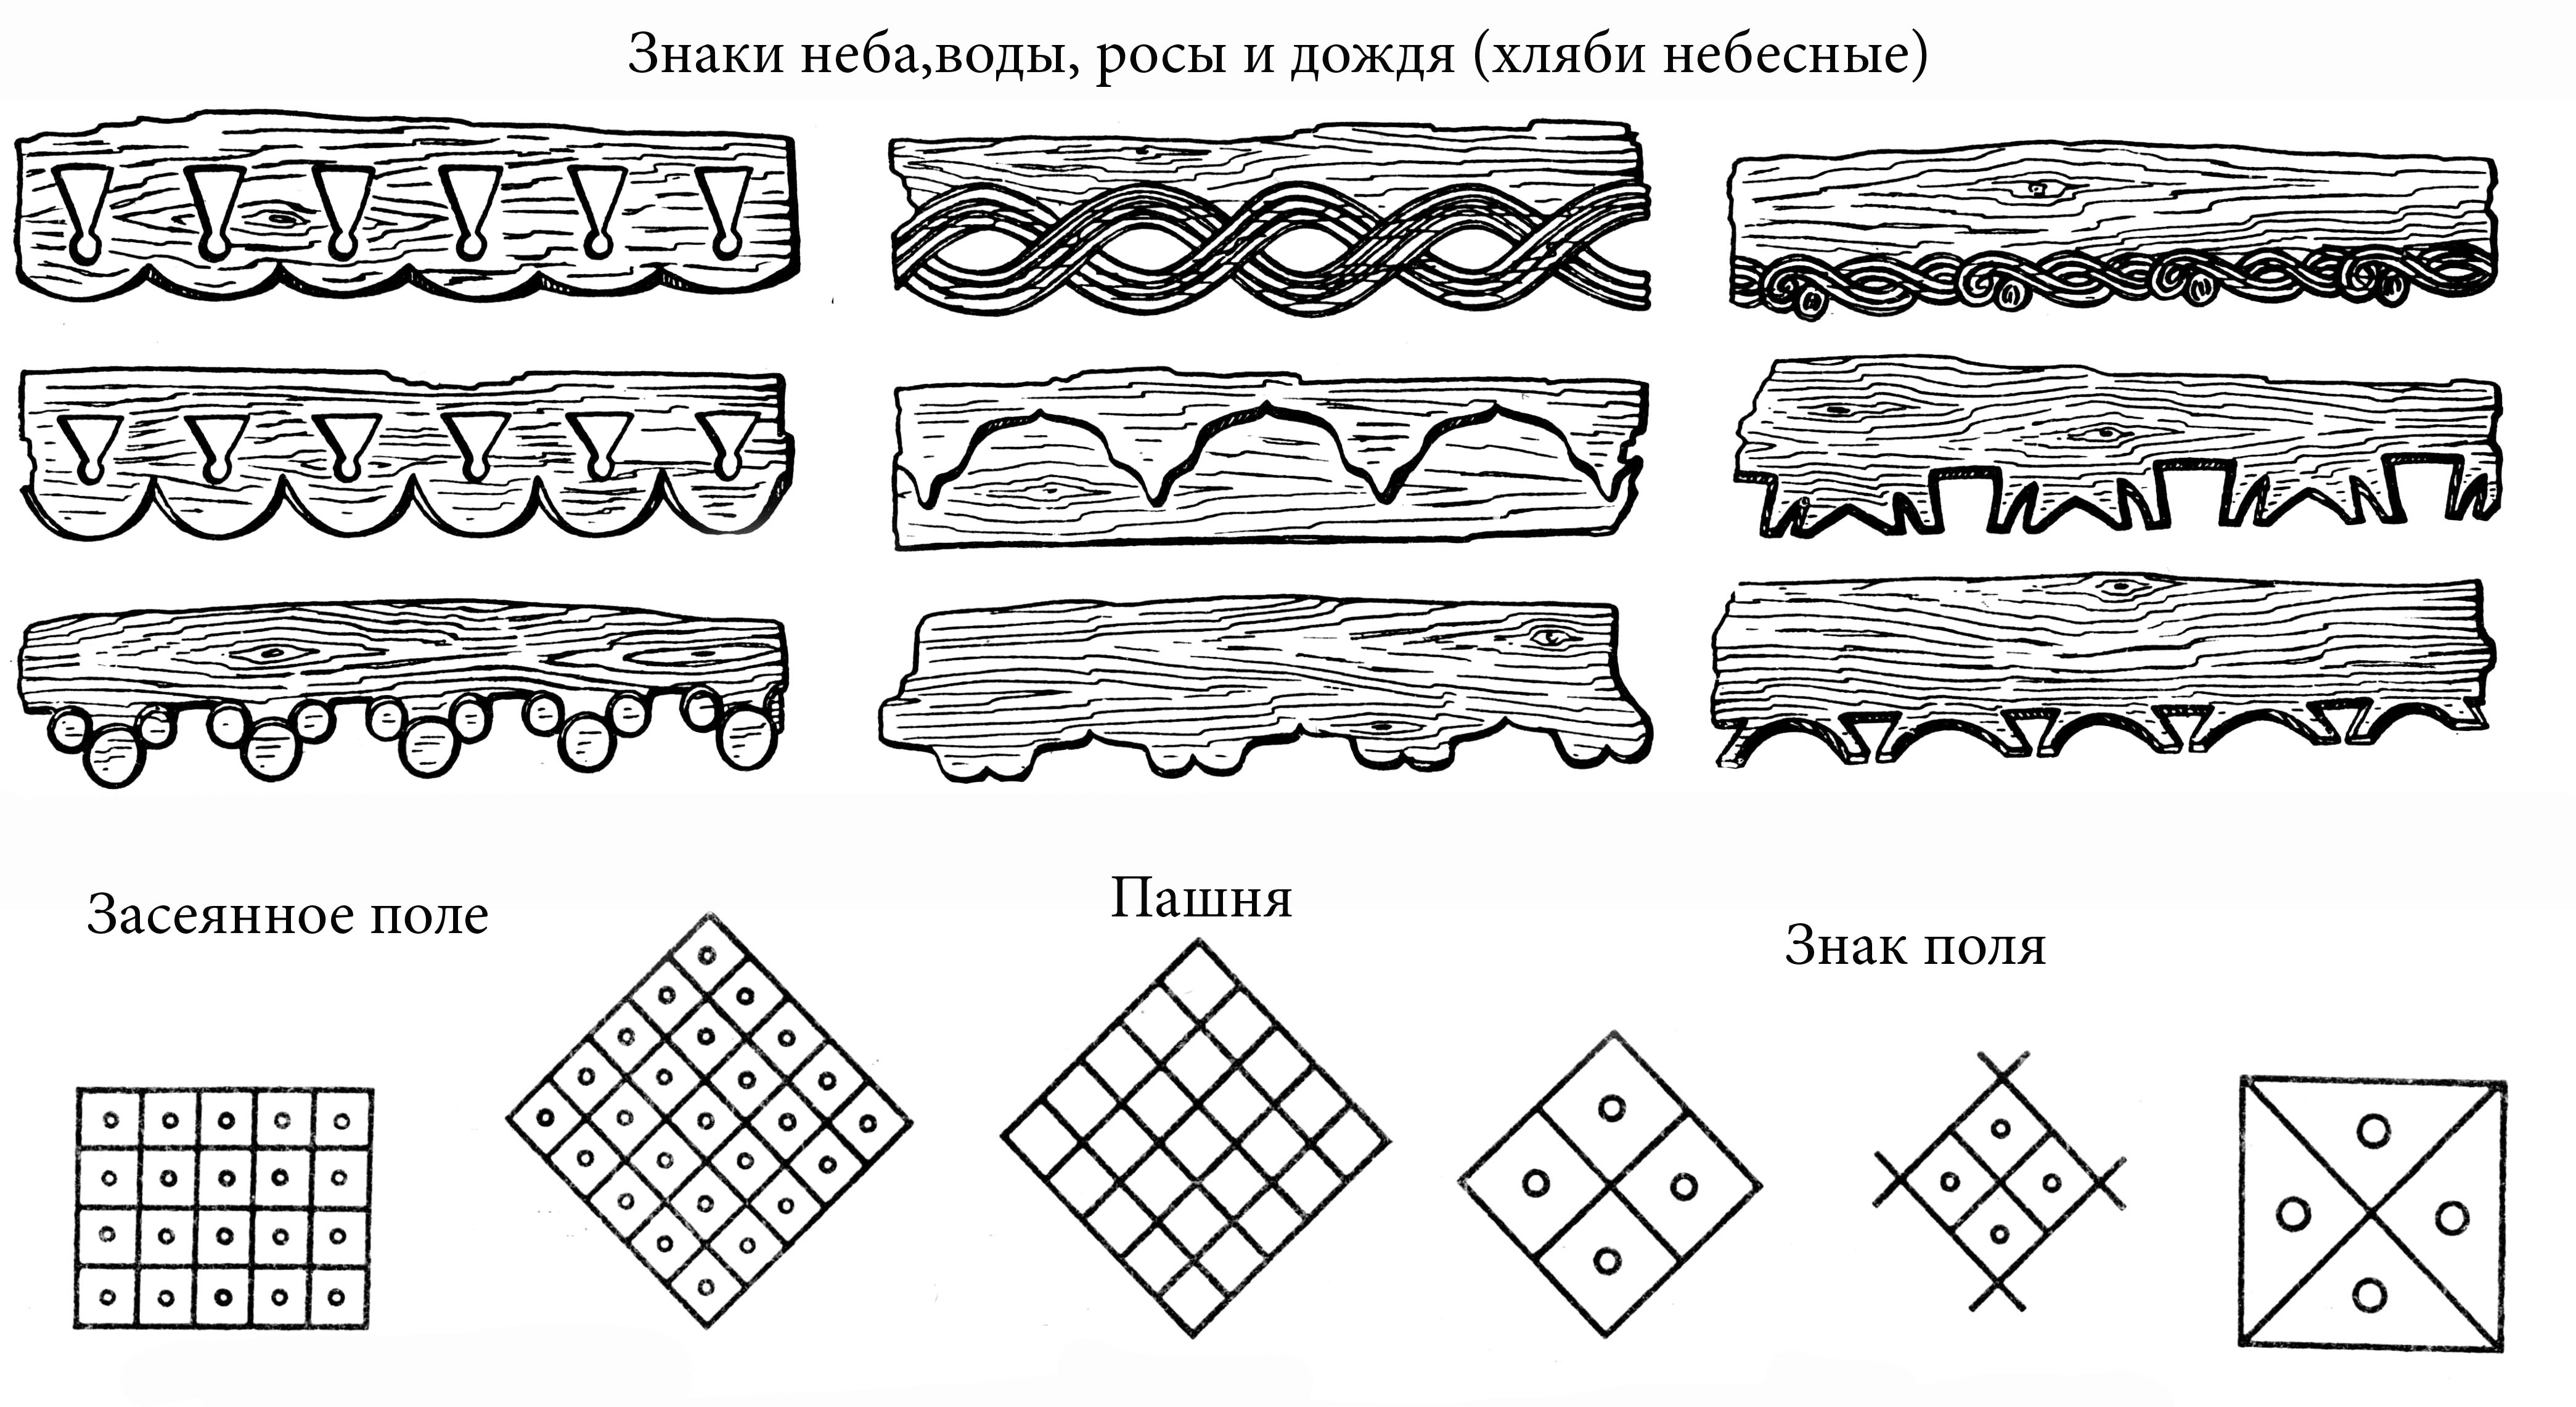 Знаки неба,воды, росы и дождя (хляби небесные)
Засеянное поле
Пашня
Знак поля